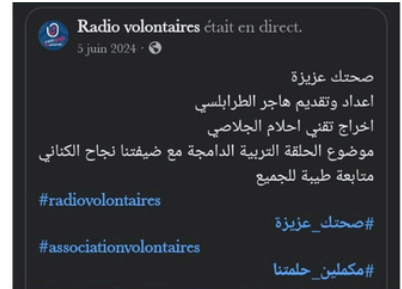 Radio volontaires était en direct.
5 juin 2024 ·
صحتك عزيزة
اعداد وتقديم هاجر الطرابلسي
اخراج تقني احلام الجلاصي
موضوع الحلقة التربية الدامجة مع ضيفتنا نجاح الكناني
متابعة طيبة للجميع
#radiovolontaires
#صحتك_عزيزة
#associationvolontaires
#مكملين_حلمتنا